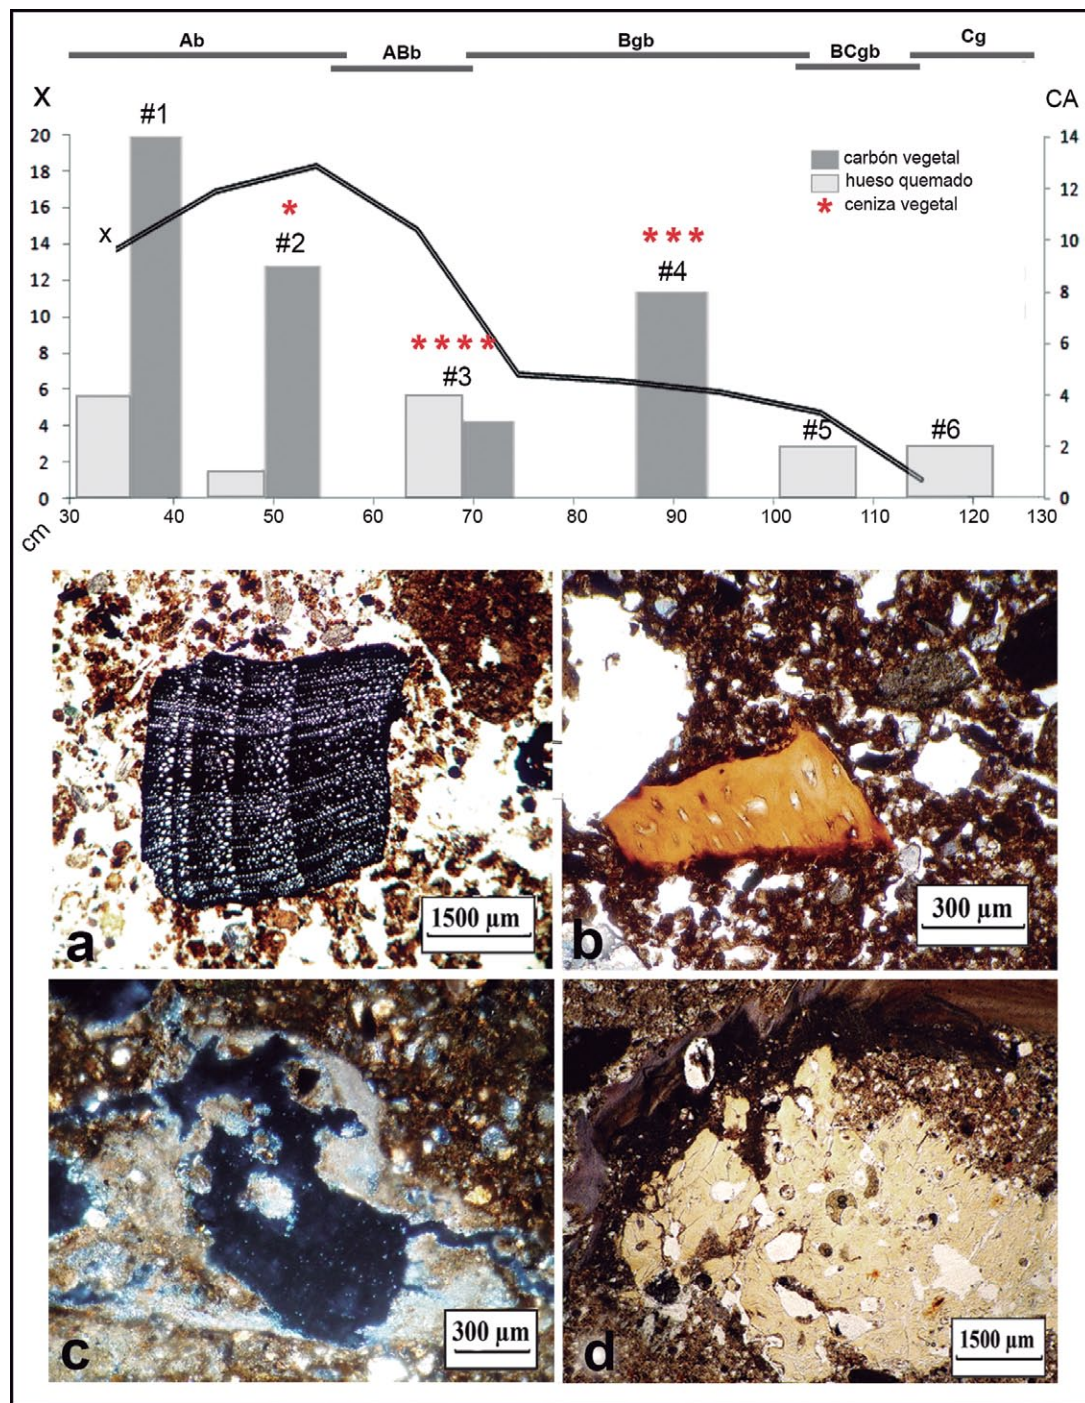 Ab ABb Bgb BCgb Cg
X CA
#1 #2 #3 #4 #5 #6
X
carbón vegetal
hueso quemado
* ceniza vegetal
*
* * *
* * * *
20
18
16
14
12
10
8
6
4
2
0
14
12
10
8
6
4
2
0
30 40 50 60 70 80 90 100 110 120 130
cm
1500 µm
a
300 µm
b
300 µm
c
1500 µm
d